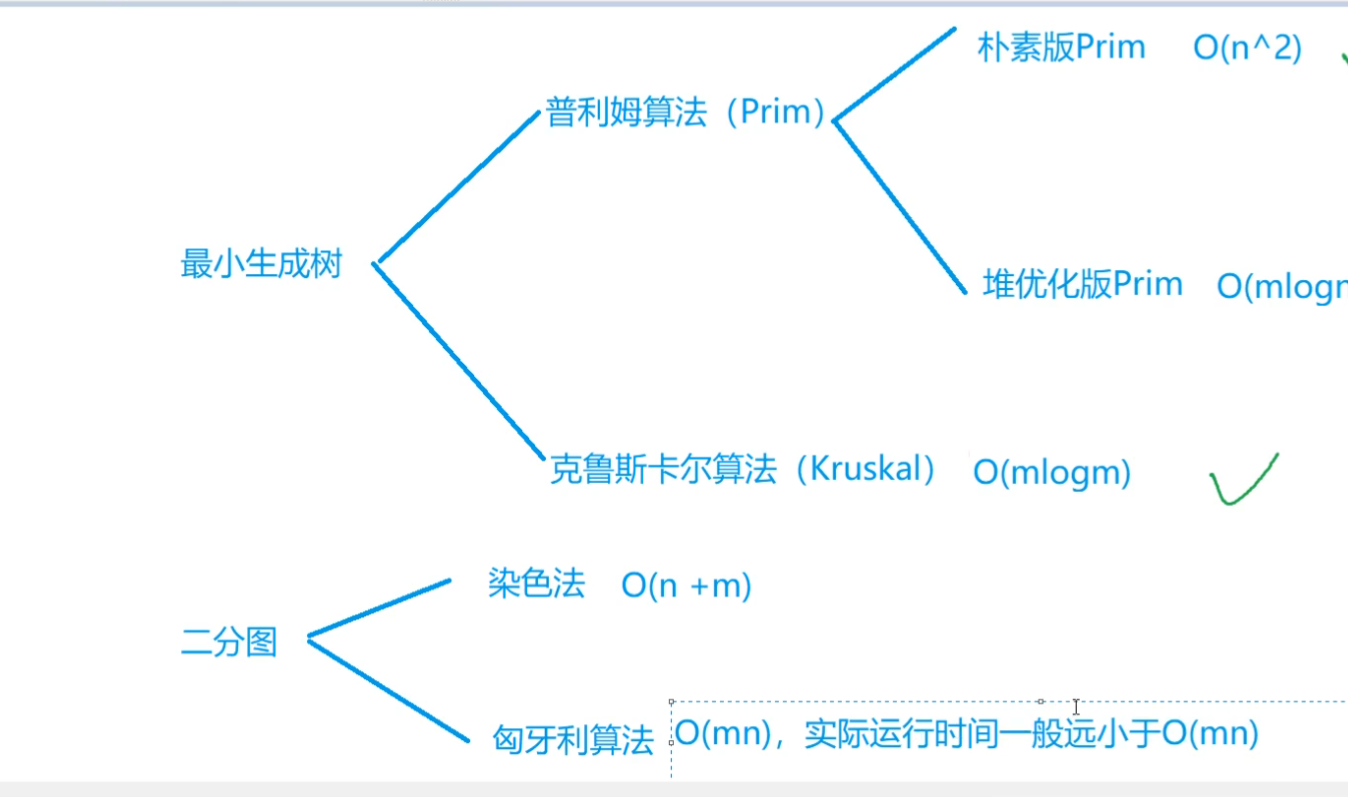 朴素版Prim O(n^2)
普利姆算法（Prim）
最小生成树
堆优化版Prim O(mlogn
克鲁斯卡尔算法（Kruskal） O(mlogm)
染色法 O(n +m)
二分图
匈牙利算法 O(mn)，实际运行时间一般远小于O(mn)